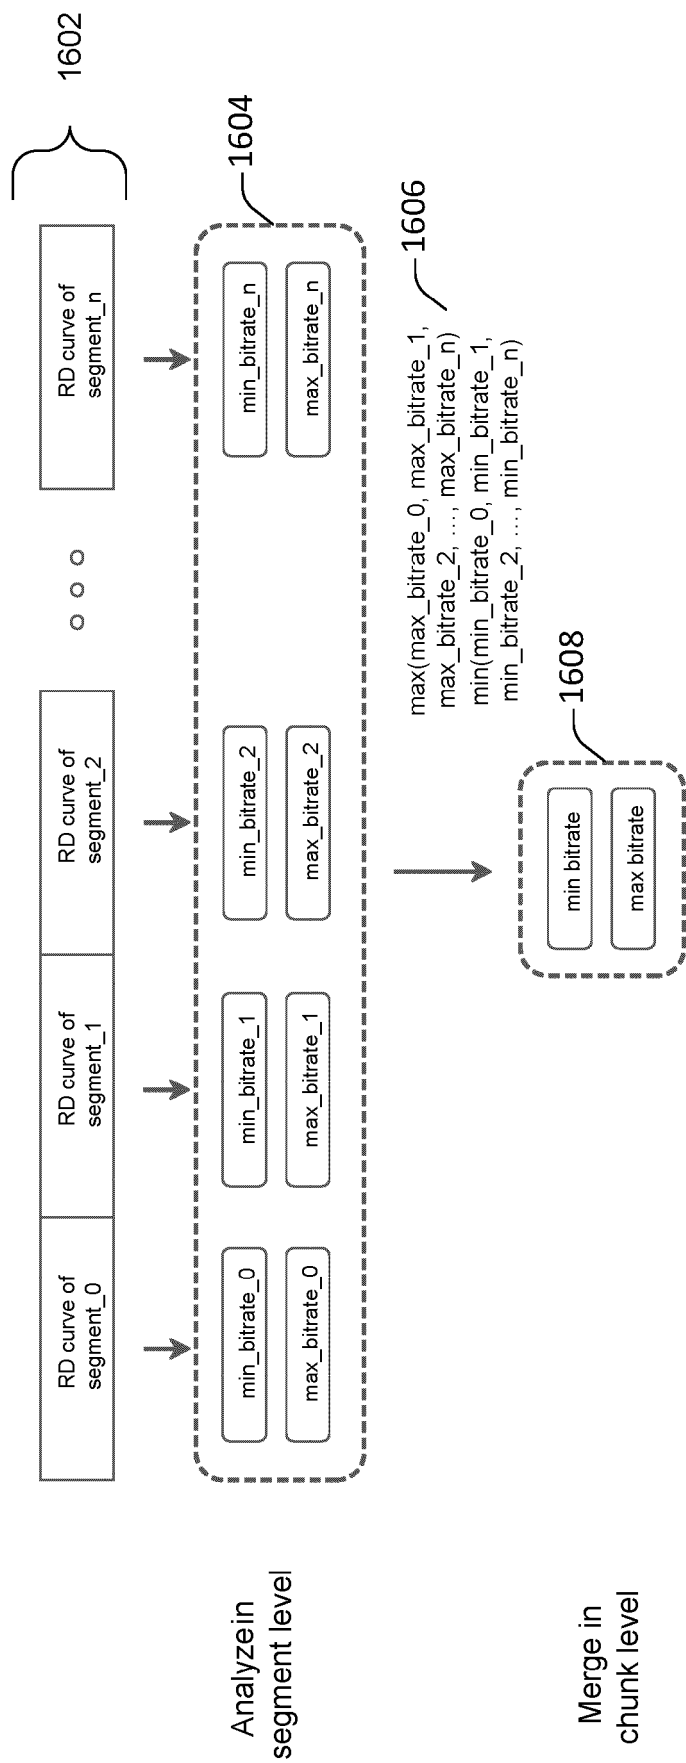 1602
RD curve of
segment_0
RD curve of
segment_1
RD curve of
segment_2
RD curve of
segment_n
1604
Analyzein
segment level
min_bitrate_0
max_bitrate_0
min_bitrate_1
max_bitrate_1
min_bitrate_2
max_bitrate_2
min_bitrate_n
max_bitrate_n
1606
max(max_bitrate_0, max_bitrate_1,
max_bitrate_2, ..., max_bitrate_n)
min(min_bitrate_0, min_bitrate_1,
min_bitrate_2, ..., min_bitrate_n)
1608
Merge in
chunk level
min bitrate
max bitrate